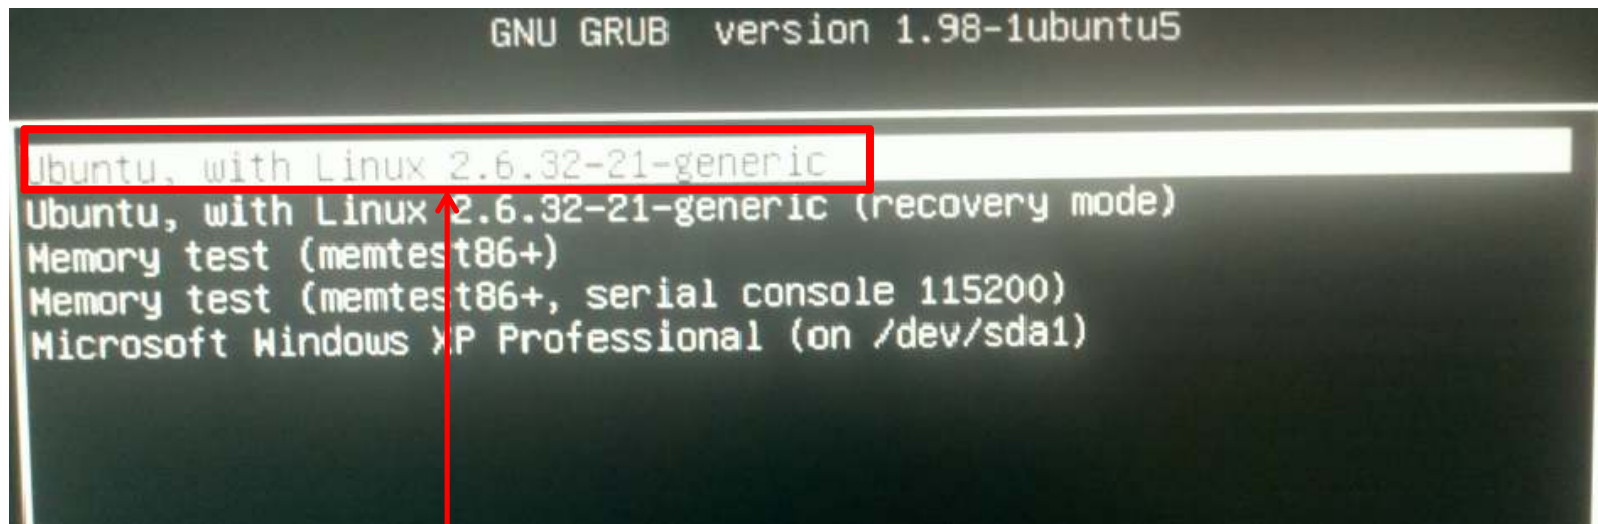 GNU GRUB version 1.98-1ubuntu5
Ubuntu, with Linux 2.6.32-21-generic
Ubuntu, with Linux 2.6.32-21-generic (recovery mode)
Memory test (memtest86+)
Memory test (memtest86+, serial console 115200)
Microsoft Windows XP Professional (on /dev/sda1)